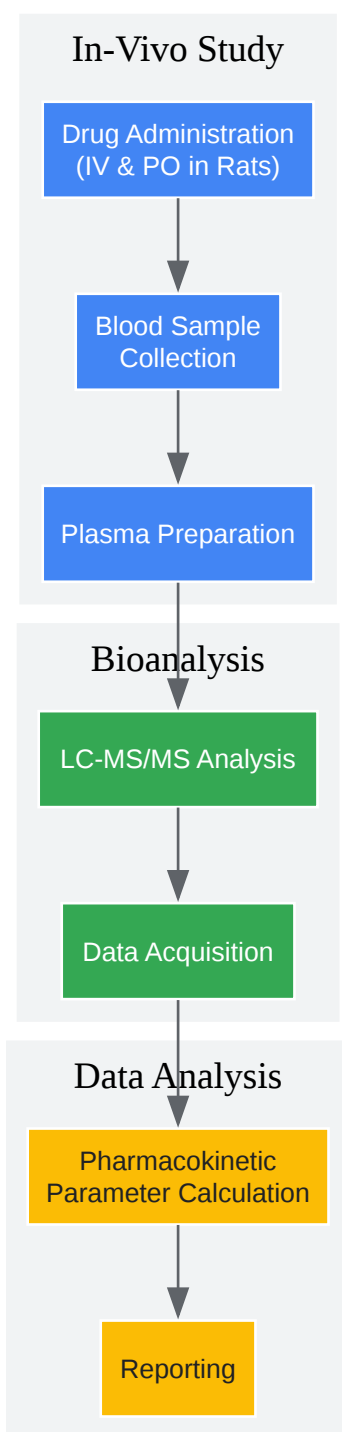 In-Vivo Study
Drug Administration
(IV & PO in Rats)
Blood Sample
Collection
Plasma Preparation
Bioanalysis
LC-MS/MS Analysis
Data Acquisition
Data Analysis
Pharmacokinetic
Parameter Calculation
Reporting